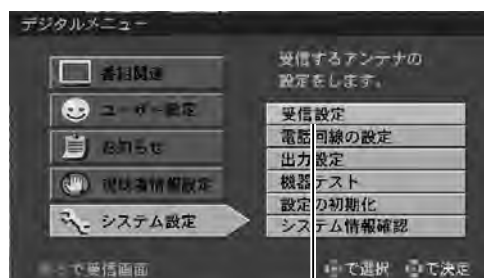 デジタルメニュー
番組関連
ユーザー設定
お知らせ
視聴者情報設定
システム設定
受信するアンテナの
設定をします。
受信設定
電話回線の設定
出力設定
機器テスト
設定の初期化
システム情報確認
で受信画面
で選択
で決定